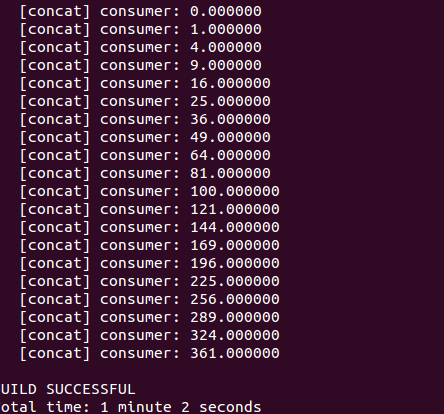 [concat] consumer: 0.000000
[concat] consumer: 1.000000
[concat] consumer: 4.000000
[concat] consumer: 9.000000
[concat] consumer: 16.000000
[concat] consumer: 25.000000
[concat] consumer: 36.000000
[concat] consumer: 49.000000
[concat] consumer: 64.000000
[concat] consumer: 81.000000
[concat] consumer: 100.000000
[concat] consumer: 121.000000
[concat] consumer: 144.000000
[concat] consumer: 169.000000
[concat] consumer: 196.000000
[concat] consumer: 225.000000
[concat] consumer: 256.000000
[concat] consumer: 289.000000
[concat] consumer: 324.000000
[concat] consumer: 361.000000
UILD SUCCESSFUL
otal time: 1 minute 2 seconds